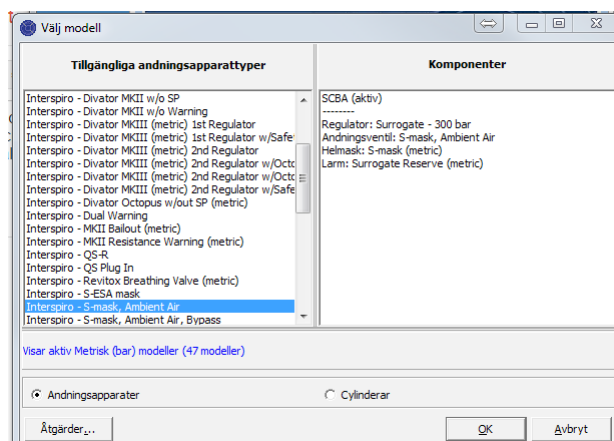 Välj modell
Tillgängliga andningsapparattyper
Interspiro - Divator MKII w/o SP
Interspiro - Divator MKII w/o Warning
Interspiro - Divator MKIII (metric) 1st Regulator
Interspiro - Divator MKIII (metric) 1st Regulator w/Safe
Interspiro - Divator MKIII (metric) 2nd Regulator
Interspiro - Divator MKIII (metric) 2nd Regulator w/Octo
Interspiro - Divator MKIII (metric) 2nd Regulator w/Octo
Interspiro - Divator MKIII (metric) 2nd Regulator w/Safe
Interspiro - Divator Octopus w/out SP (metric)
Interspiro - Dual Warning
Interspiro - MKII Bailout (metric)
Interspiro - MKII Resistance Warning (metric)
Interspiro - QS-R
Interspiro - QS Plug In
Interspiro - Revitox Breathing Valve (metric)
Interspiro - S-ESA mask
Interspiro - S-mask, Ambient Air
Interspiro - S-mask, Ambient Air, Bypass
Komponenter
SCBA (aktiv)
--------
Regulator: Surrogate - 300 bar
Andningsventil: S-mask, Ambient Air
Helmask: S-mask (metric)
Larm: Surrogate Reserve (metric)
Visar aktiv Metrisk (bar) modeller (47 modeller)
Andningsapparater
Cylinderar
Åtgärder...
OK
Avbryt